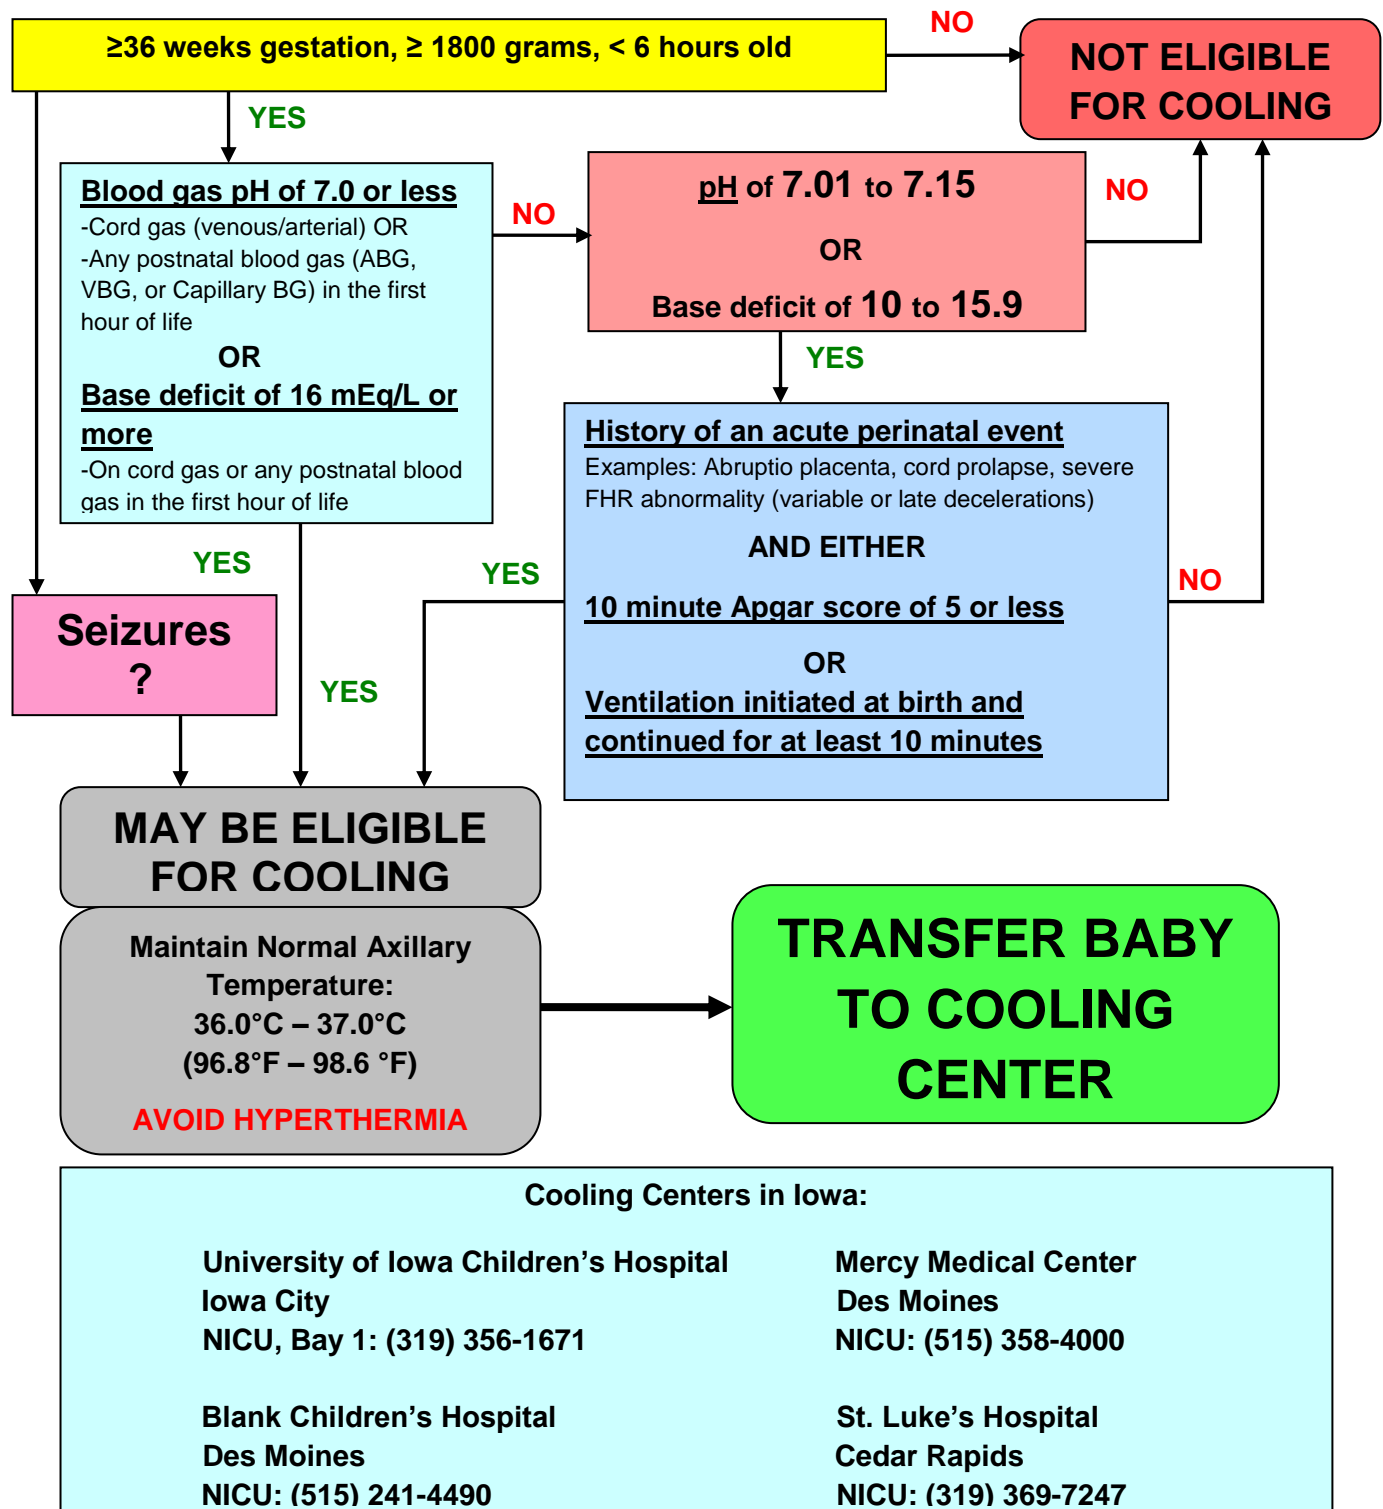 ≥36 weeks gestation, ≥ 1800 grams, < 6 hours old
NO
NOT ELIGIBLE
FOR COOLING
YES
Blood gas pH of 7.0 or less
-Cord gas (venous/arterial) OR
-Any postnatal blood gas (ABG,
VBG, or Capillary BG) in the first
hour of life
OR
Base deficit of 16 mEq/L or
more
-On cord gas or any postnatal blood
gas in the first hour of life
NO
pH of 7.01 to 7.15
OR
Base deficit of 10 to 15.9
NO
YES
History of an acute perinatal event
Examples: Abruptio placenta, cord prolapse, severe
FHR abnormality (variable or late decelerations)
AND EITHER
10 minute Apgar score of 5 or less
OR
Ventilation initiated at birth and
continued for at least 10 minutes
NO
YES
YES
Seizures
?
YES
MAY BE ELIGIBLE
FOR COOLING
Maintain Normal Axillary
Temperature:
36.0°C – 37.0°C
(96.8°F – 98.6 °F)
AVOID HYPERTHERMIA
TRANSFER BABY
TO COOLING
CENTER
Cooling Centers in Iowa:
University of Iowa Children’s Hospital
Iowa City
NICU, Bay 1: (319) 356-1671
Mercy Medical Center
Des Moines
NICU: (515) 358-4000
Blank Children’s Hospital
Des Moines
NICU: (515) 241-4490
St. Luke’s Hospital
Cedar Rapids
NICU: (319) 369-7247